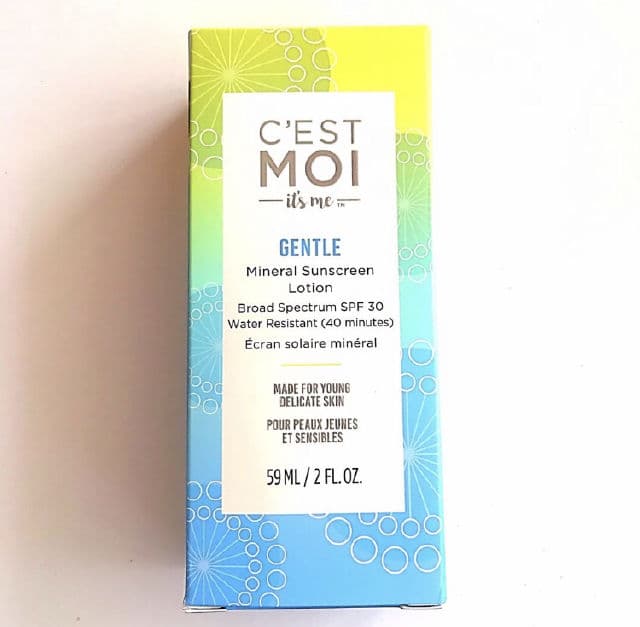 C'EST
MOI
it's me™
GENTLE
Mineral Sunscreen
Lotion
Broad Spectrum SPF 30
Water Resistant (40 minutes)
Écran solaire minéral
MADE FOR YOUNG
DELICATE SKIN
POUR PEAUX JEUNES
ET SENSIBLES
59 ML / 2 FL. OZ.